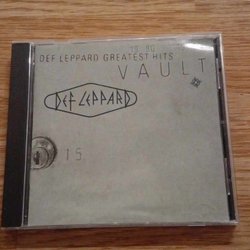 DEF LEPPARD GREATEST HITS
VAULT
DEF LEPPARD
15